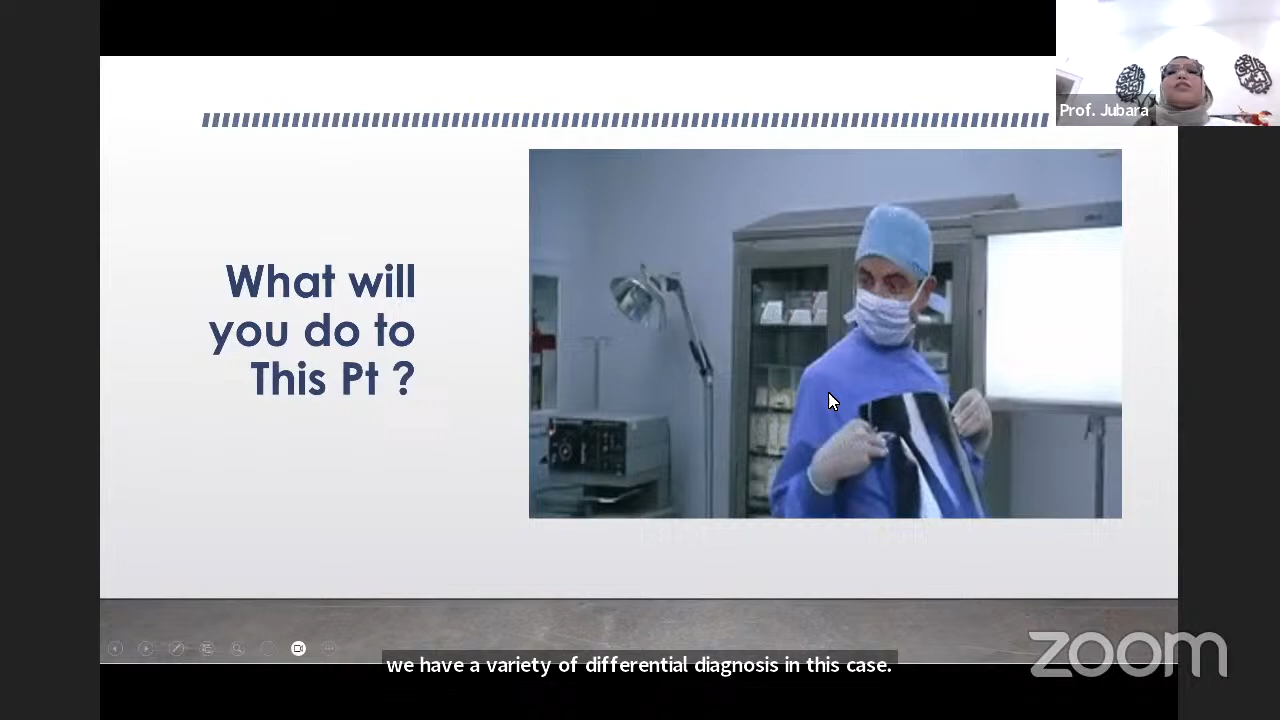 Prof. Jubara
What will
you do to
This Pt ?
zoom
we have a variety of differential diagnosis in this case.